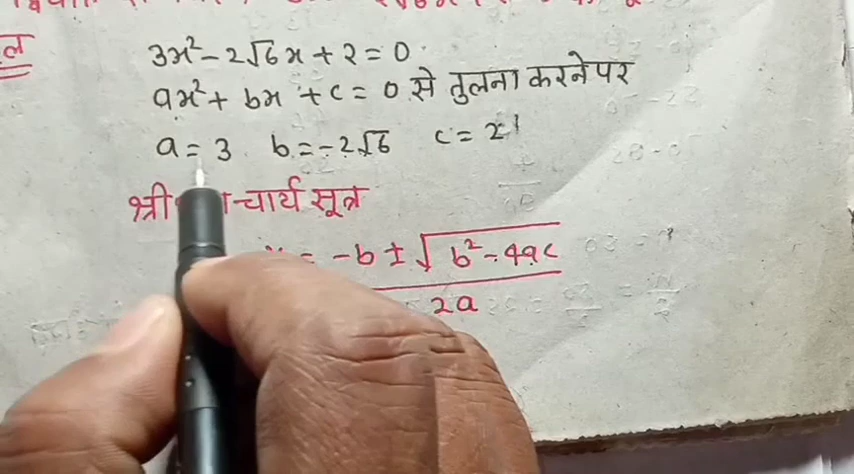 हल
3x² - 2√6x + 2 = 0
ax² + bx + c = 0 से तुलना करने पर
a = 3 b = -2√6 c = 2
श्री चार्य सूत्र
= -b ± √b² - 4ac
2a